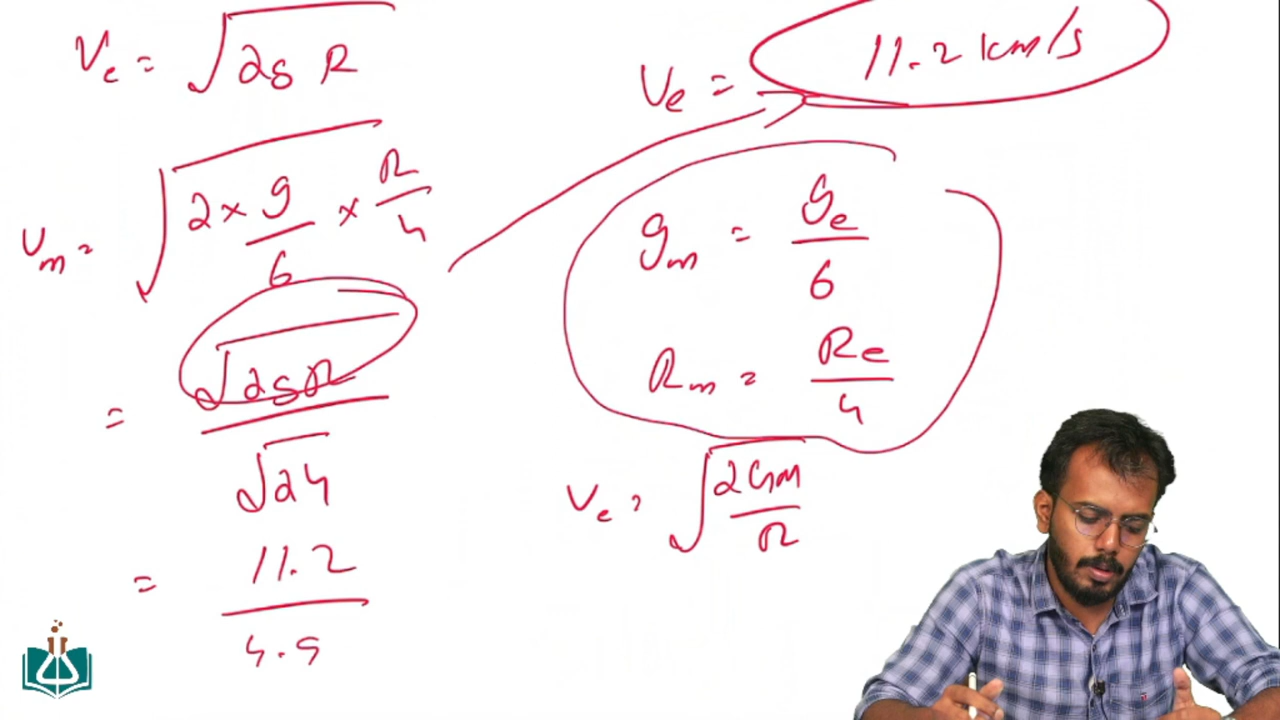 Ve = √2gR
Vm = √2 × g/6 × R/4
= √2gR / √24
= 11.2 / 4.9
Ve = 11.2 km/s
gm = ge/6
Rm = Re/4
Ve = √2GM/R